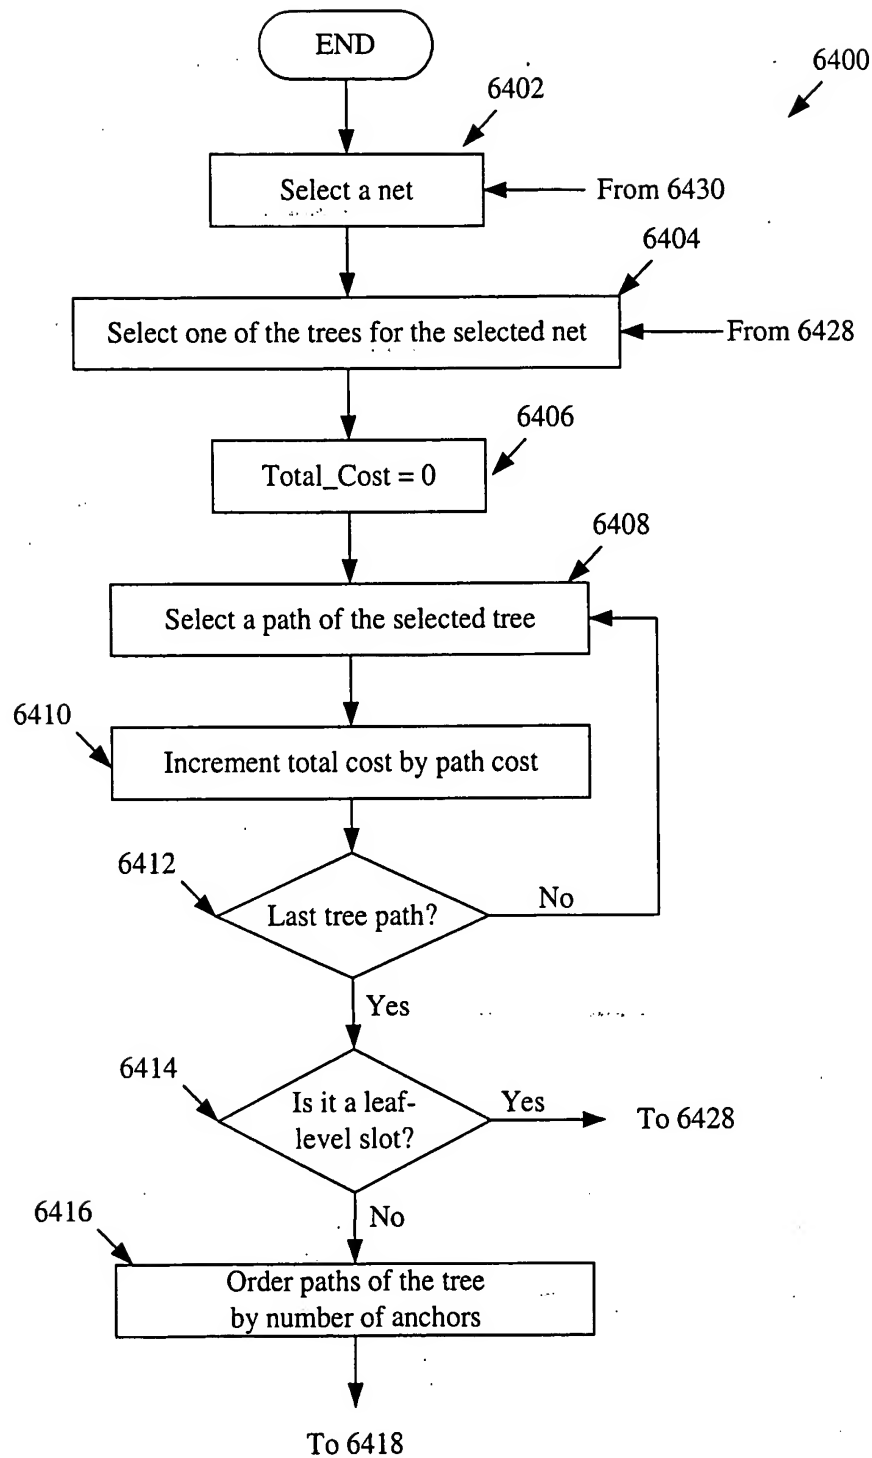 END
6400
6402
Select a net
From 6430
6404
Select one of the trees for the selected net
From 6428
6406
Total_Cost = 0
6408
Select a path of the selected tree
6410
Increment total cost by path cost
6412
Last tree path?
No
Yes
6414
Is it a leaf-
level slot?
Yes
To 6428
No
6416
Order paths of the tree
by number of anchors
To 6418